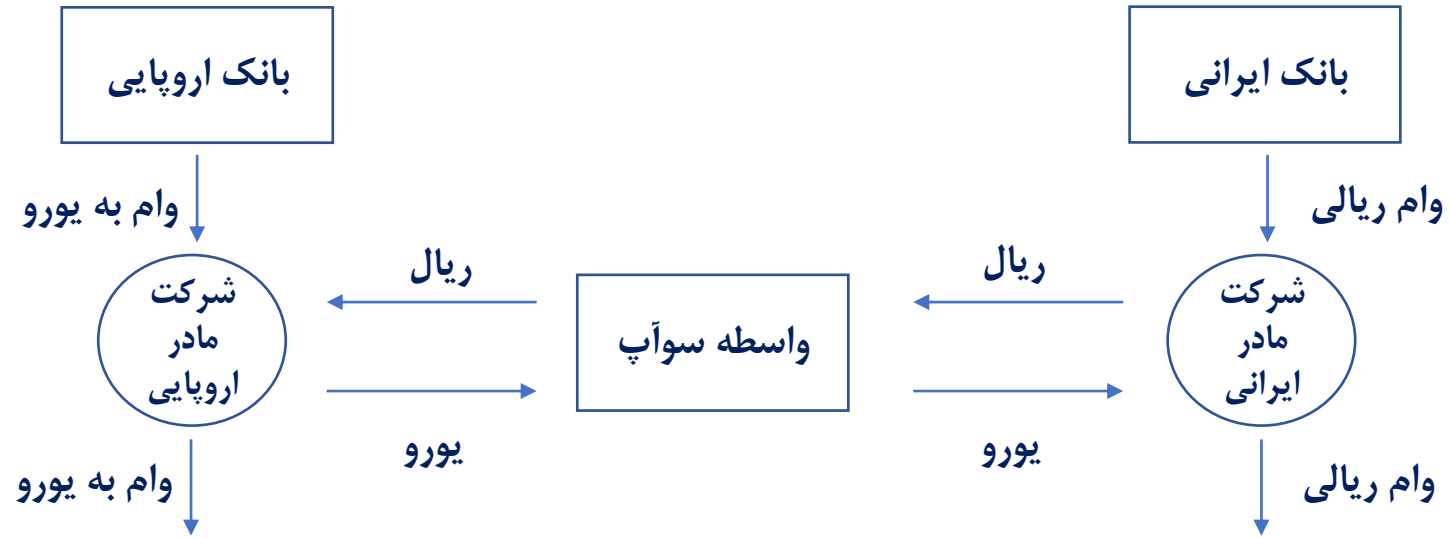 بانک ایرانی
بانک اروپایی
وام ریالی
وام به یورو
ریال
ریال
شرکت
مادر
ایرانی
واسطه سوآپ
شرکت
مادر
اروپایی
یورو
یورو
وام ریالی
وام به یورو